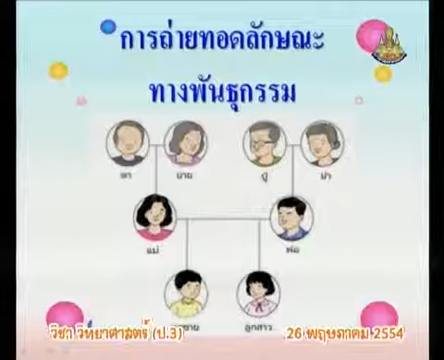 การถ่ายทอดลักษณะ
ทางพันธุกรรม
ตา ยาย ปู่ ย่า
แม่ พ่อ
ลูกสาว
วิชา วิทยาศาสตร์ (ป.3) 26 พฤษภาคม 2554